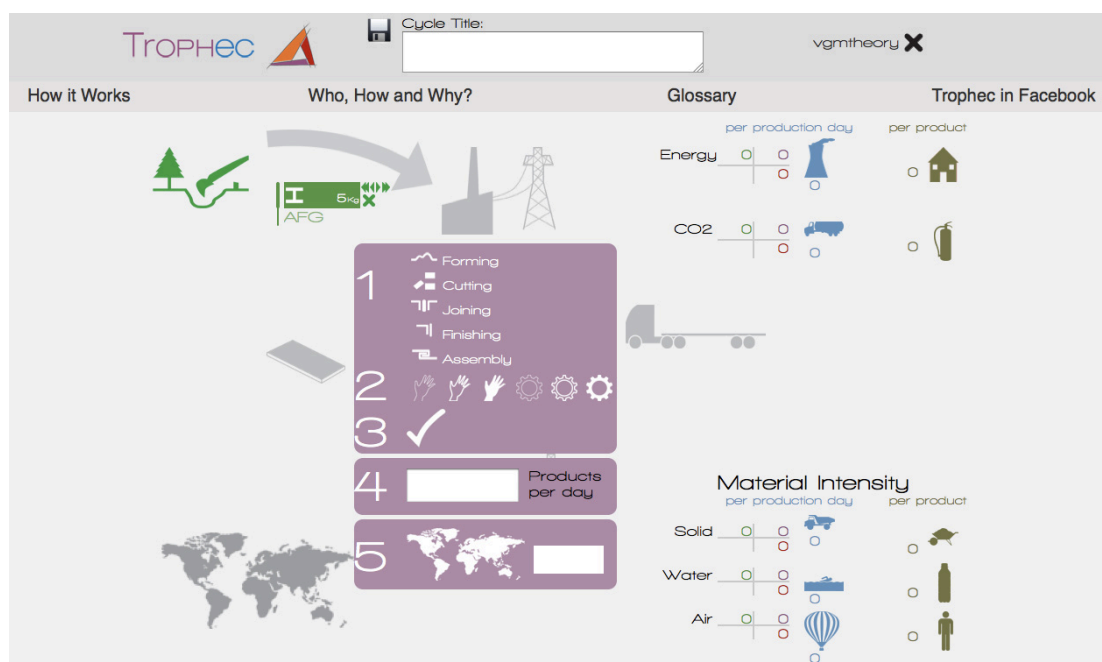 TROPHEC
Cycle Title:
vgmtheory
How it Works
Who, How and Why?
Glossary
Trophec in Facebook
per production day
per product
Energy 0 0 0 0 0
CO2 0 0 0 0 0
5 Kg
AFG
1
Forming
Cutting
Joining
Finishing
Assembly
2
3
4
Products
per day
5
Material Intensity
per production day
per product
Solid 0 0 0 0 0
Water 0 0 0 0 0
Air 0 0 0 0 0